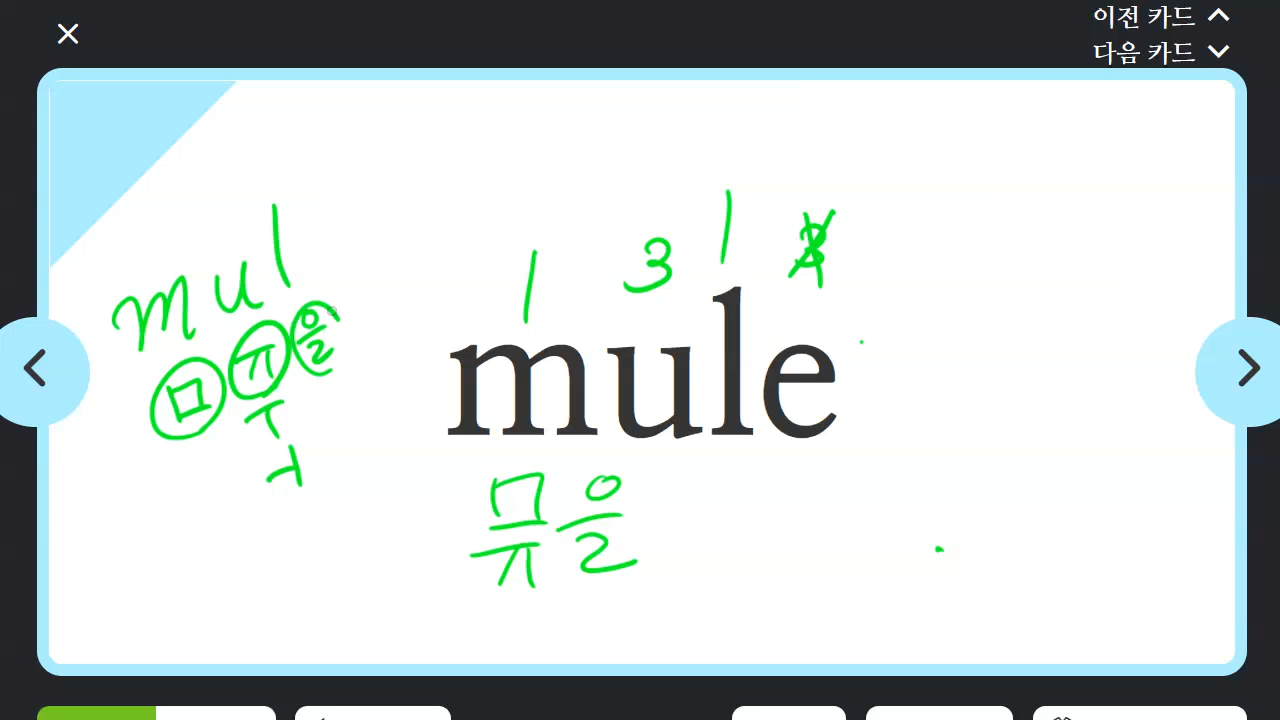 이전 카드
다음 카드
1 3 1
mul
ㅁ ㅠ 을
ㅜ
ㅓ
mule
뮤을